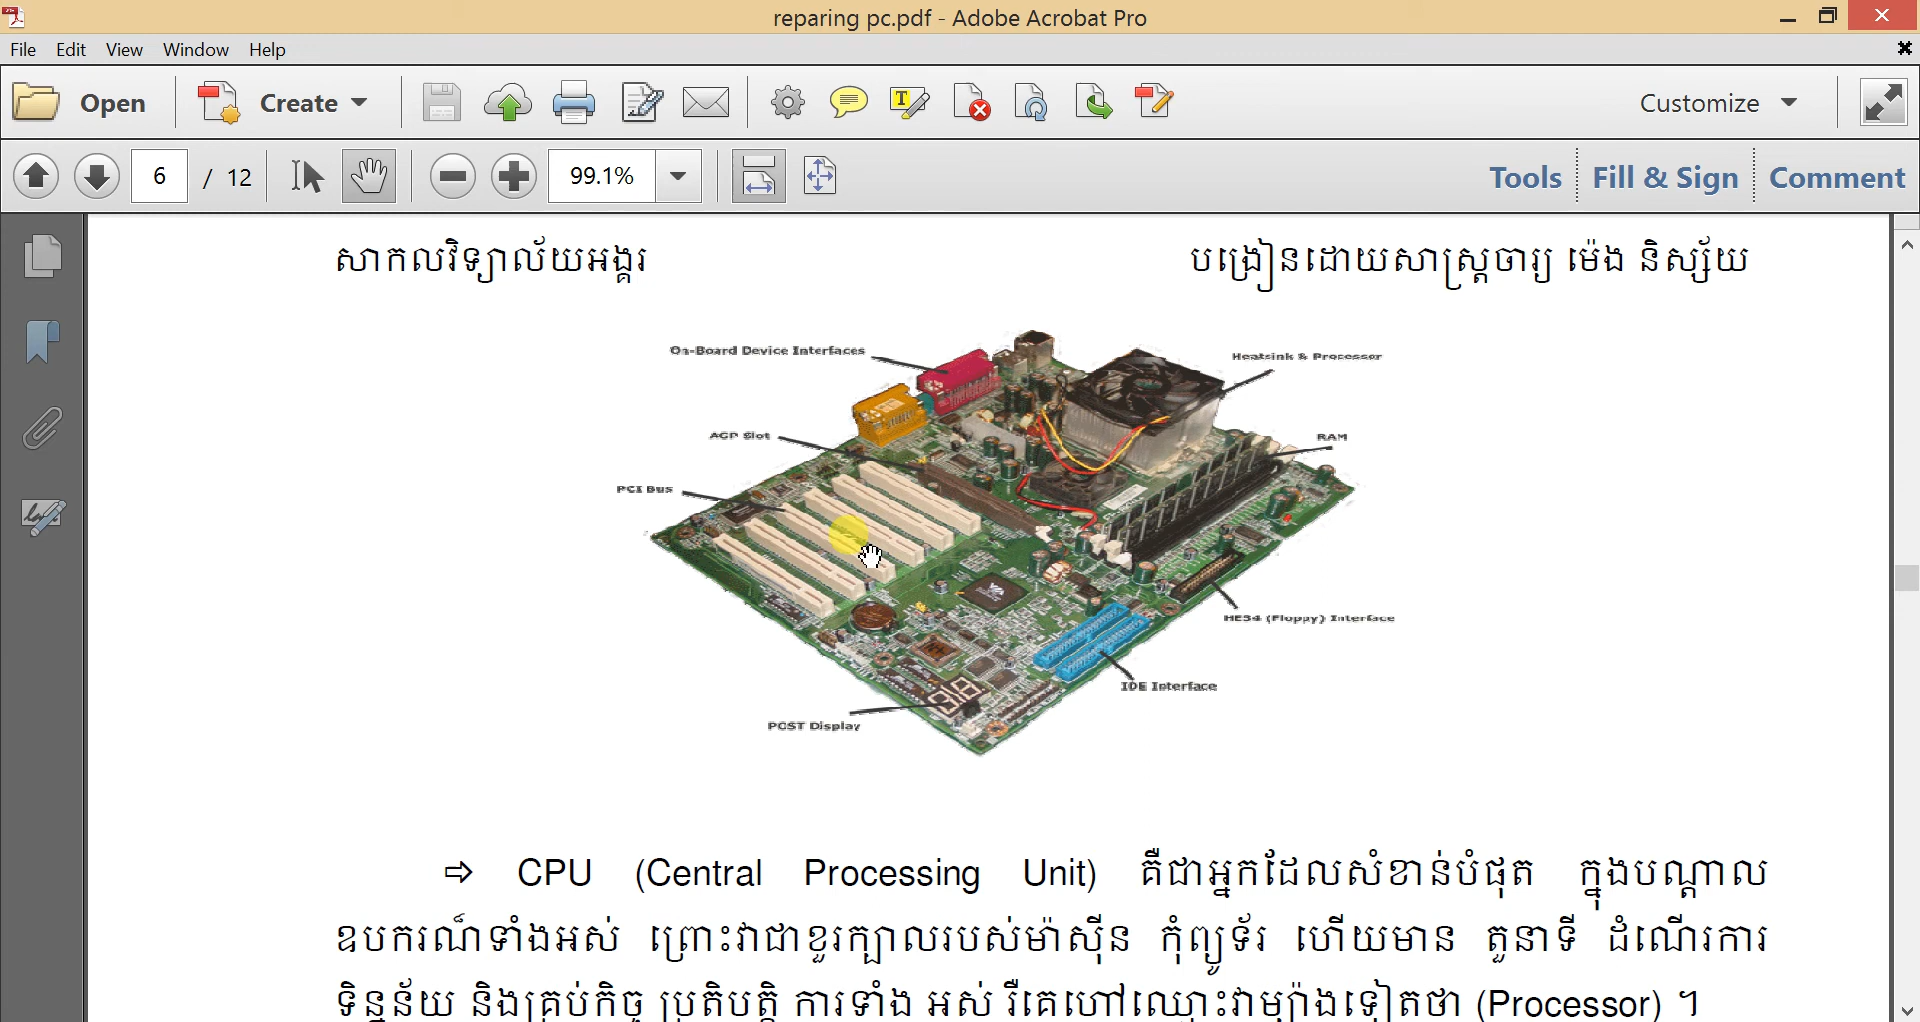 reparing pc.pdf - Adobe Acrobat Pro
File Edit View Window Help
Open Create Customize
6 / 12 99.1% Tools Fill & Sign Comment
សាកលវិទ្យាល័យអង្គរ បង្រៀនដោយសាស្ត្រចារ្យ ម៉េង និស្ស័យ
On-Board Device Interfaces
Heatsink & Processor
AGP Slot
RAM
PCI Bus
HE34 (Floppy) Interface
IDE Interface
POST Display
⇨ CPU (Central Processing Unit) គឺជាអ្នកដែលសំខាន់បំផុត ក្នុងបណ្តាល
ឧបករណ៍ទាំងអស់ ព្រោះវាជាខួរក្បាលរបស់ម៉ាស៊ីន កុំព្យូទ័រ ហើយមាន តួនាទី ដំណើរការ
ទិន្នន័យ និងគ្រប់កិច្ច ប្រតិបត្តិ ការទាំង អស់ រឺគេហៅឈ្មោះវាម្យ៉ាងទៀតថា (Processor) ។